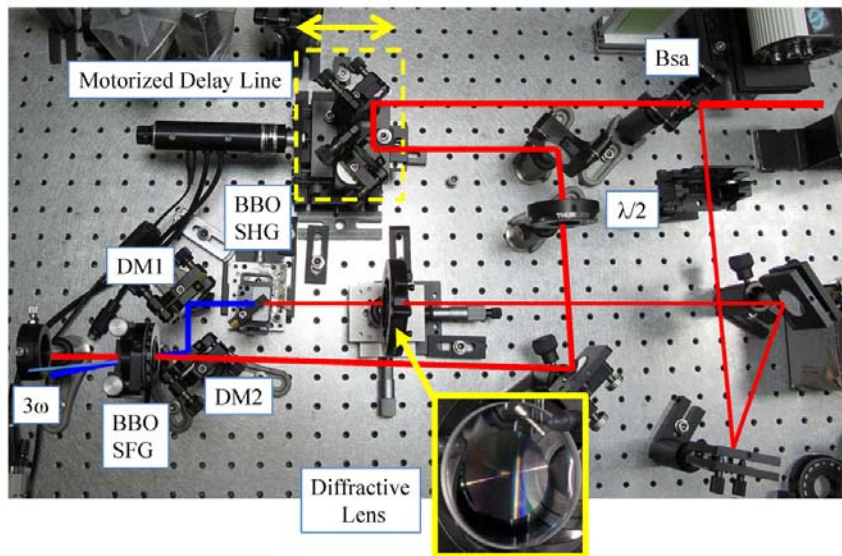 Motorized Delay Line
Bsa
BBO
SHG
λ/2
THOR
DM1
3ω
BBO
SFG
DM2
Diffractive
Lens